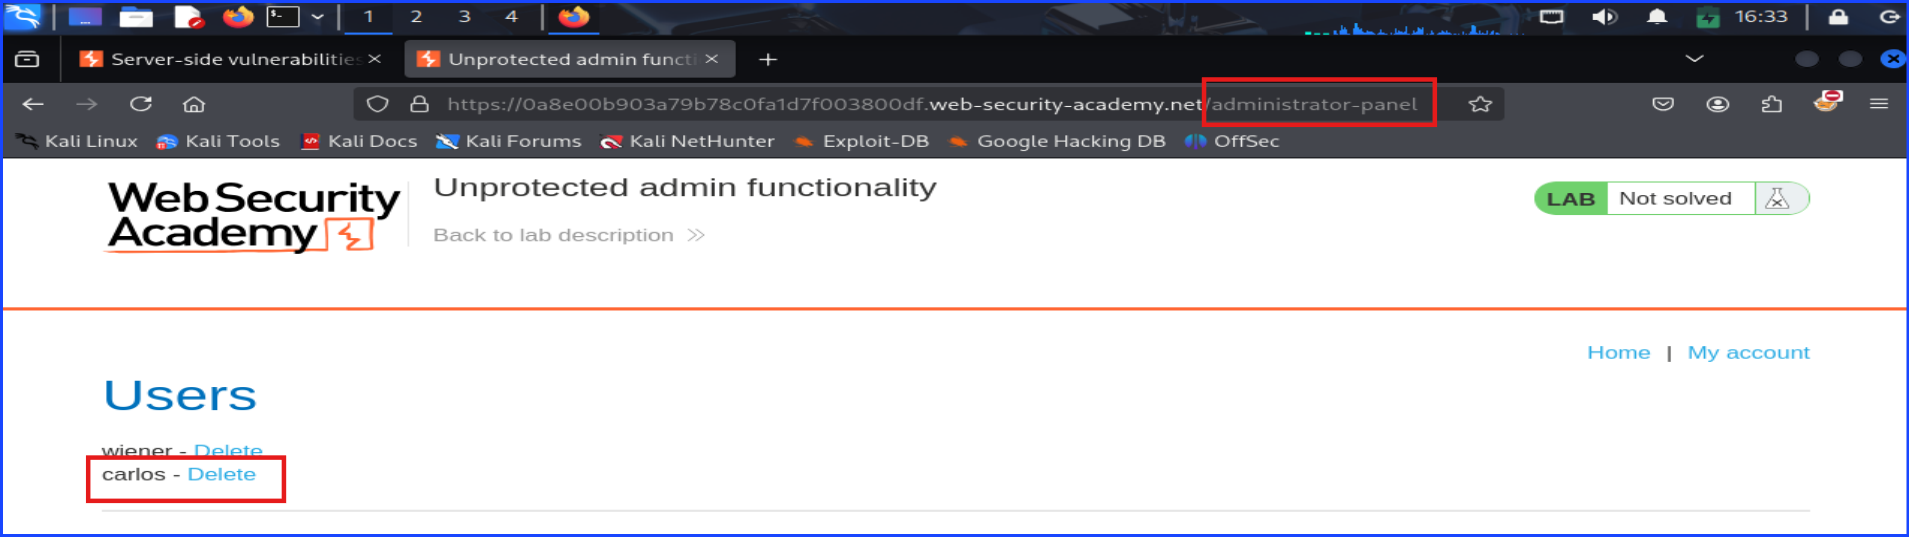 1 2 3 4 16:33
Server-side vulnerabilities Unprotected admin functi
https://0a8e00b903a79b78c0fa1d7f003800df.web-security-academy.net/administrator-panel
Kali Linux Kali Tools Kali Docs Kali Forums Kali NetHunter Exploit-DB Google Hacking DB OffSec
Web Security
Academy
Unprotected admin functionality
Back to lab description
LAB Not solved
Home | My account
Users
wiener - Delete
carlos - Delete